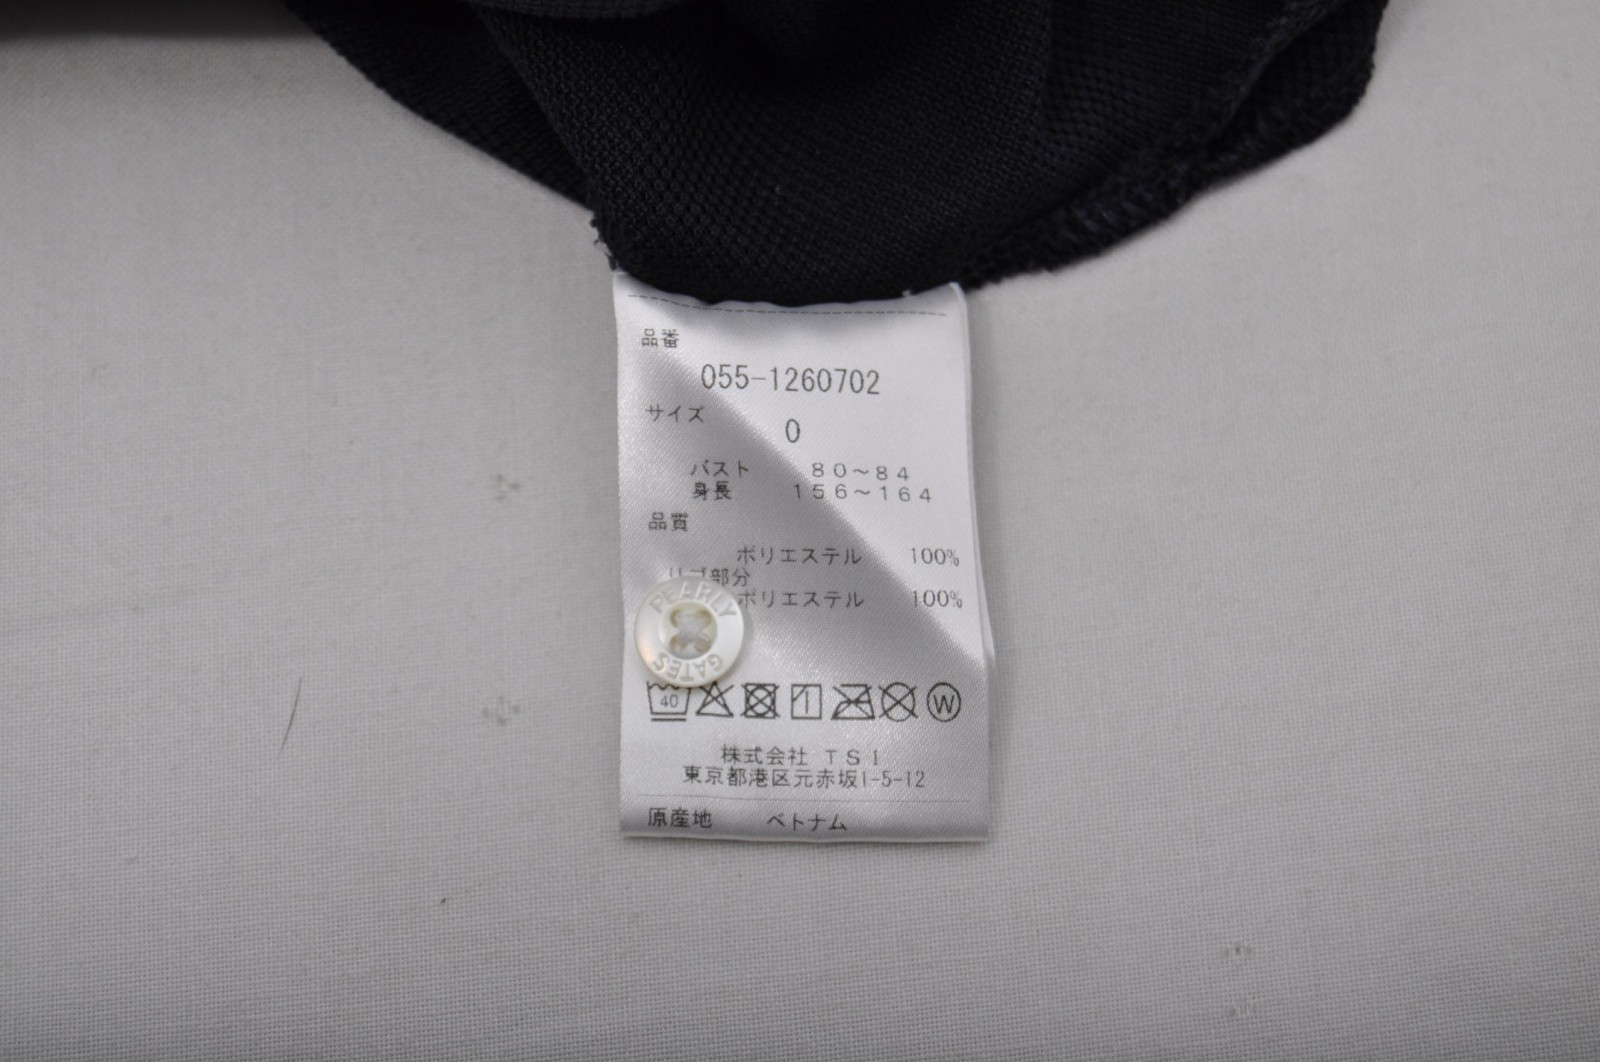 品番
055-1260702
サイズ
0
バスト 80～84
身長 156～164
品質
ポリエステル 100%
リブ部分
ポリエステル 100%
PEARLY
GATES
40
W
株式会社 TSI
東京都港区元赤坂1-5-12
原産地 ベトナム